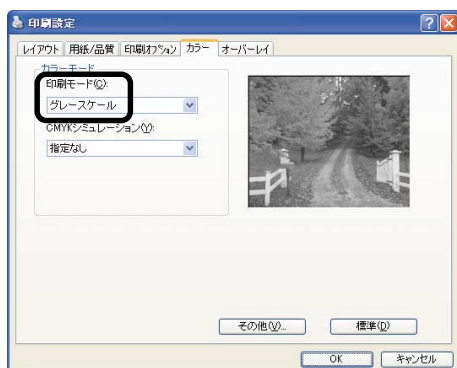 印刷設定
レイアウト 用紙/品質 印刷オプション カラー オーバーレイ
カラーモード
印刷モード(C):
グレースケール
CMYKシミュレーション(Y):
指定なし
その他(V)... 標準(D)
OK キャンセル